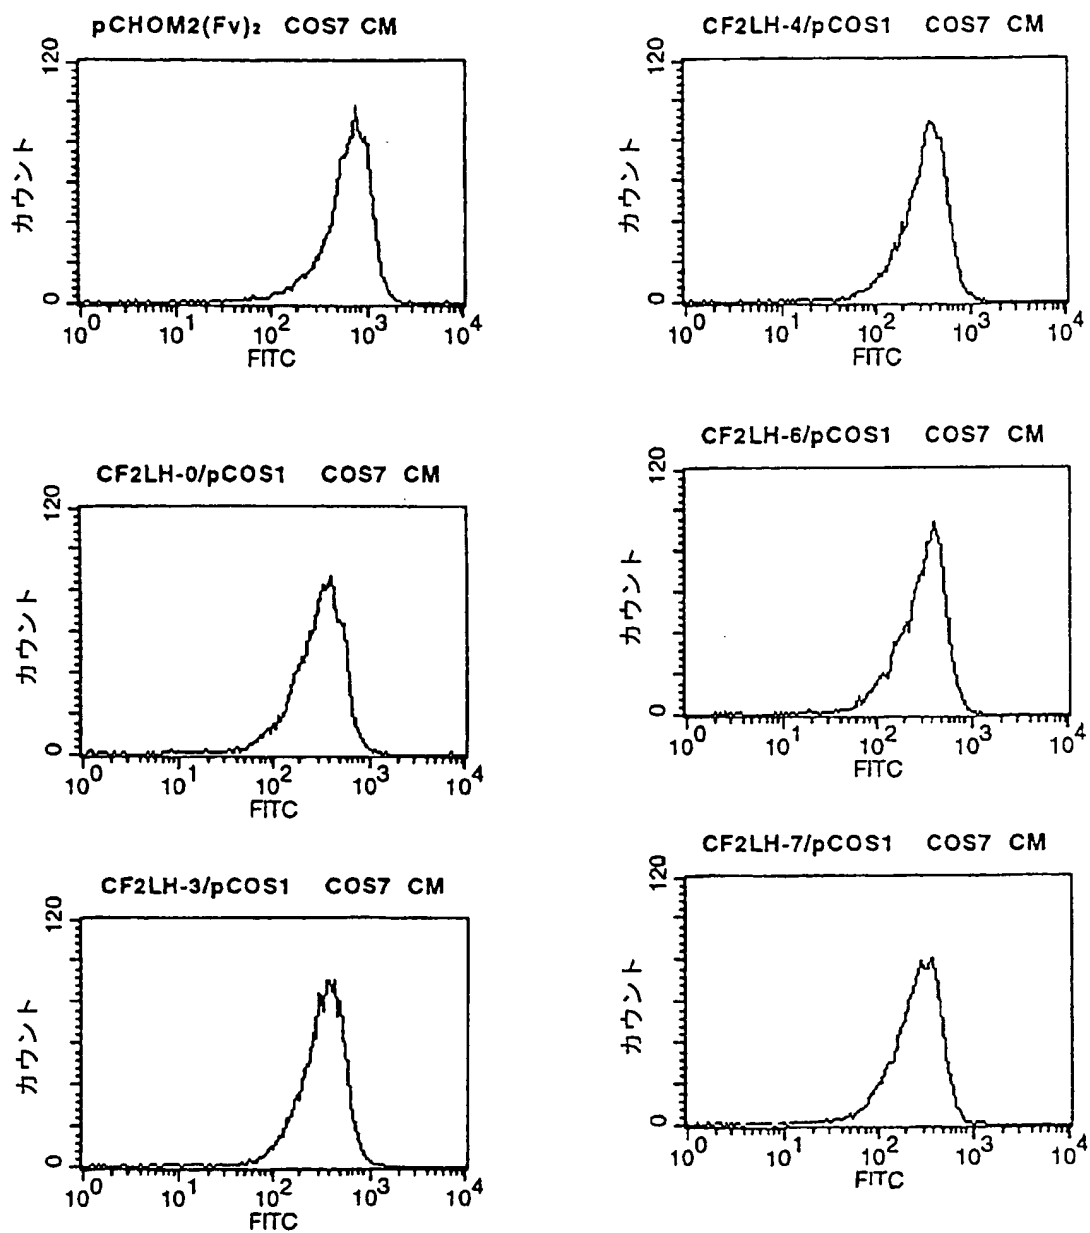 pCHOM2(Fv)₂ COS7 CM
120
カウント
0
10⁰ 10¹ 10² 10³ 10⁴
FITC
CF2LH-0/pCOS1 COS7 CM
120
カウント
0
10⁰ 10¹ 10² 10³ 10⁴
FITC
CF2LH-3/pCOS1 COS7 CM
120
カウント
0
10⁰ 10¹ 10² 10³ 10⁴
FITC
CF2LH-4/pCOS1 COS7 CM
120
カウント
0
10⁰ 10¹ 10² 10³ 10⁴
FITC
CF2LH-6/pCOS1 COS7 CM
120
カウント
0
10⁰ 10¹ 10² 10³ 10⁴
FITC
CF2LH-7/pCOS1 COS7 CM
120
カウント
0
10⁰ 10¹ 10² 10³ 10⁴
FITC